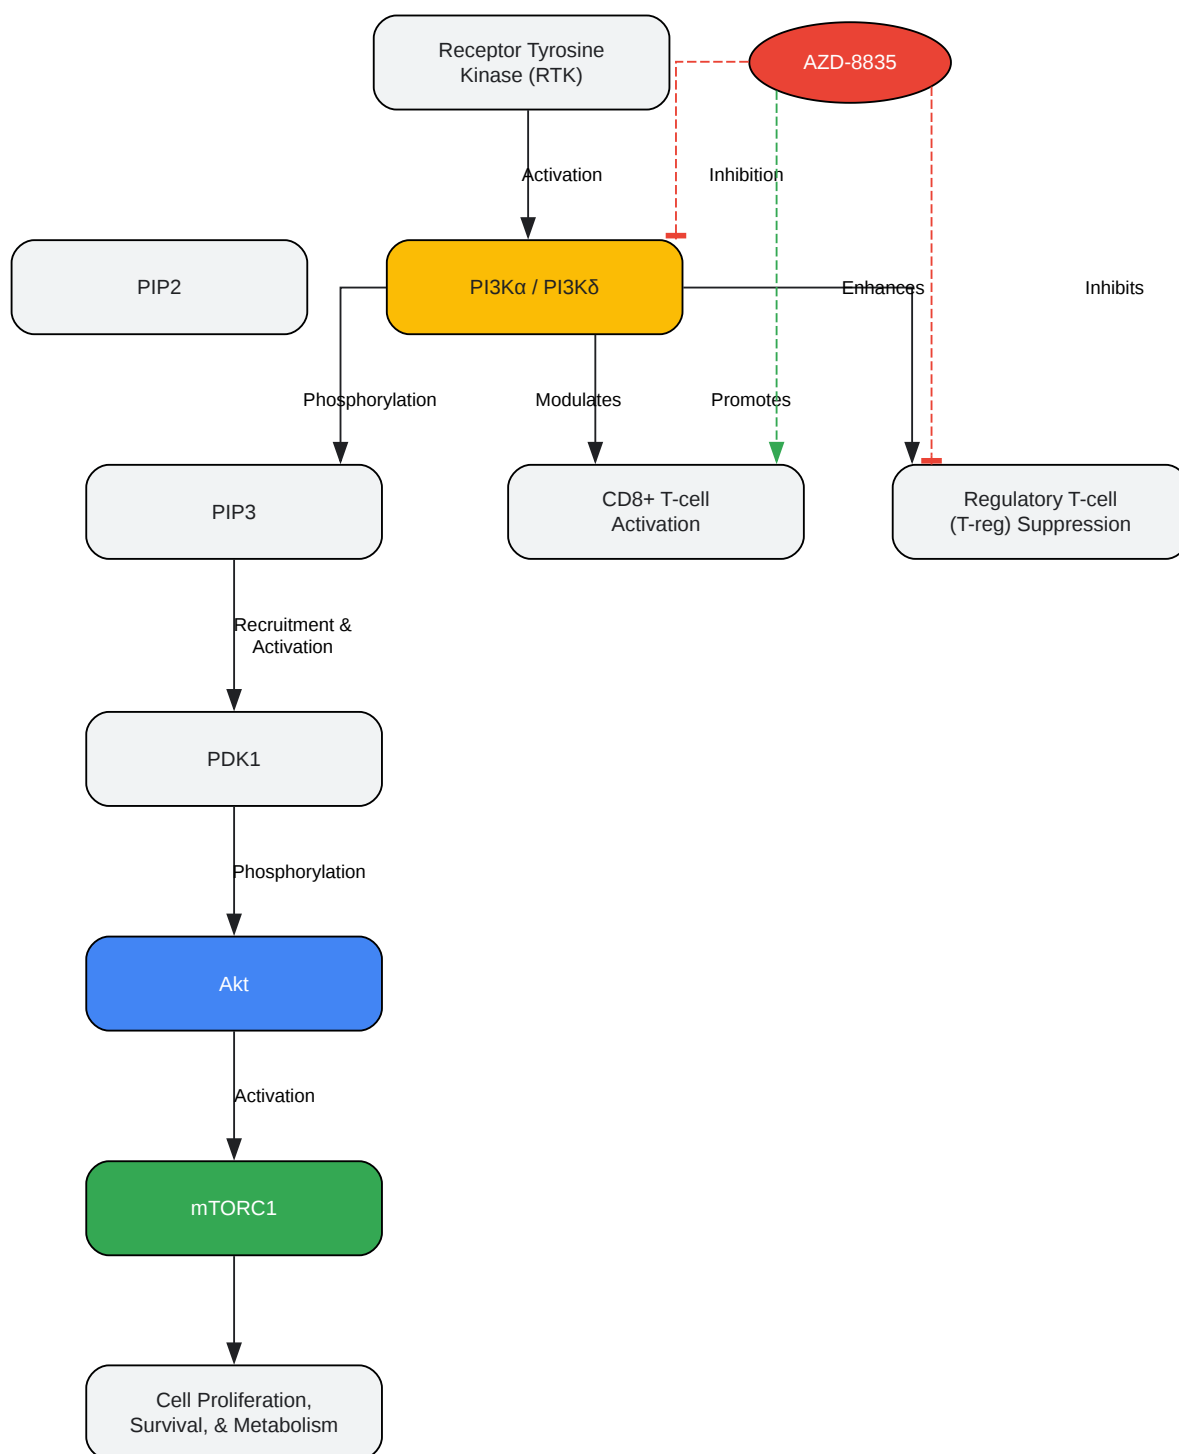 Receptor Tyrosine
Kinase (RTK)
AZD-8835
Activation
Inhibition
PIP2
PI3Kα / PI3Kδ
Enhances
Inhibits
Phosphorylation
Modulates
Promotes
PIP3
CD8+ T-cell
Activation
Regulatory T-cell
(T-reg) Suppression
Recruitment &
Activation
PDK1
Phosphorylation
Akt
Activation
mTORC1
Cell Proliferation,
Survival, & Metabolism